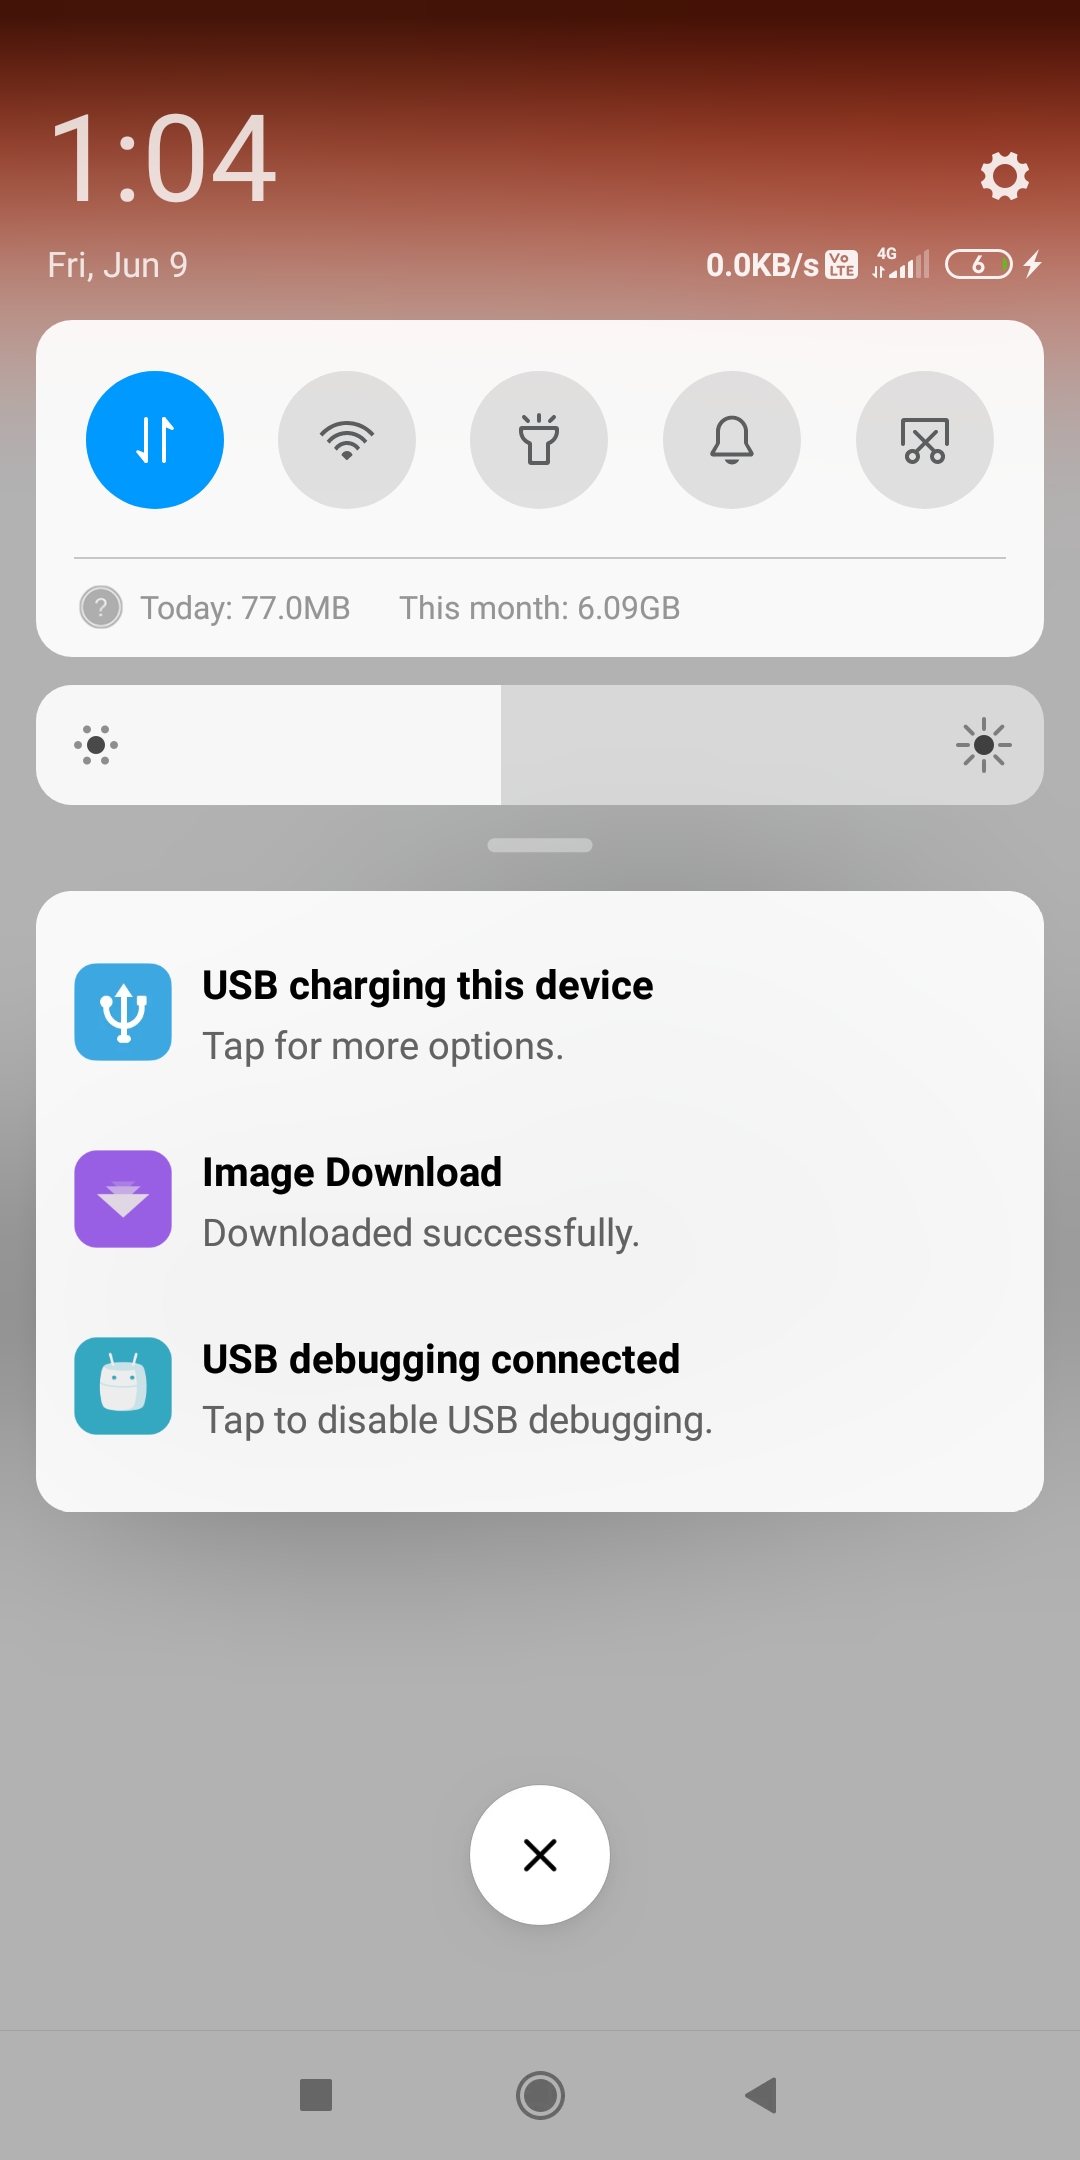 1:04
Fri, Jun 9
0.0KB/s Vo LTE 4G 6
? Today: 77.0MB This month: 6.09GB
USB charging this device
Tap for more options.
Image Download
Downloaded successfully.
USB debugging connected
Tap to disable USB debugging.